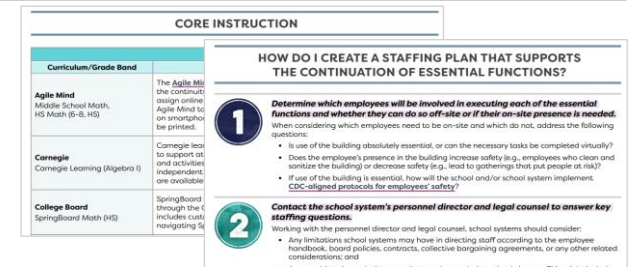 CORE INSTRUCTION
Curriculum/Grade Band
Agile Mind
Middle School Math,
HS Math (6-8, HS)
The Agile
the continuit
assign online
Agile Mind to
on smartphon
be printed.
Carnegie
Carnegie Learning (Algebra I)
Carnegie lear
to support at
and activities
independent
are available
College Board
SpringBoard Math (HS)
SpringBoard
through the C
includes custo
navigating Sp
HOW DO I CREATE A STAFFING PLAN THAT SUPPORTS
THE CONTINUATION OF ESSENTIAL FUNCTIONS?
1
Determine which employees will be involved in executing each of the essential
functions and whether they can do so off-site or if their on-site presence is needed.
When considering which employees need to be on-site and which do not, address the following
questions:
• Is use of the building absolutely essential, or can the necessary tasks be completed virtually?
• Does the employee's presence in the building increase safety (e.g., employees who clean and
sanitize the building) or decrease safety (e.g., lead to gatherings that put people at risk)?
• If use of the building is essential, how will the school and/or school system implement
CDC-aligned protocols for employees' safety?
2
Contact the school system's personnel director and legal counsel to answer key
staffing questions.
Working with the personnel director and legal counsel, school systems should consider:
• Any limitations school systems may have in directing staff according to the employee
handbook, board policies, contracts, collective bargaining agreements, or any other related
considerations; and